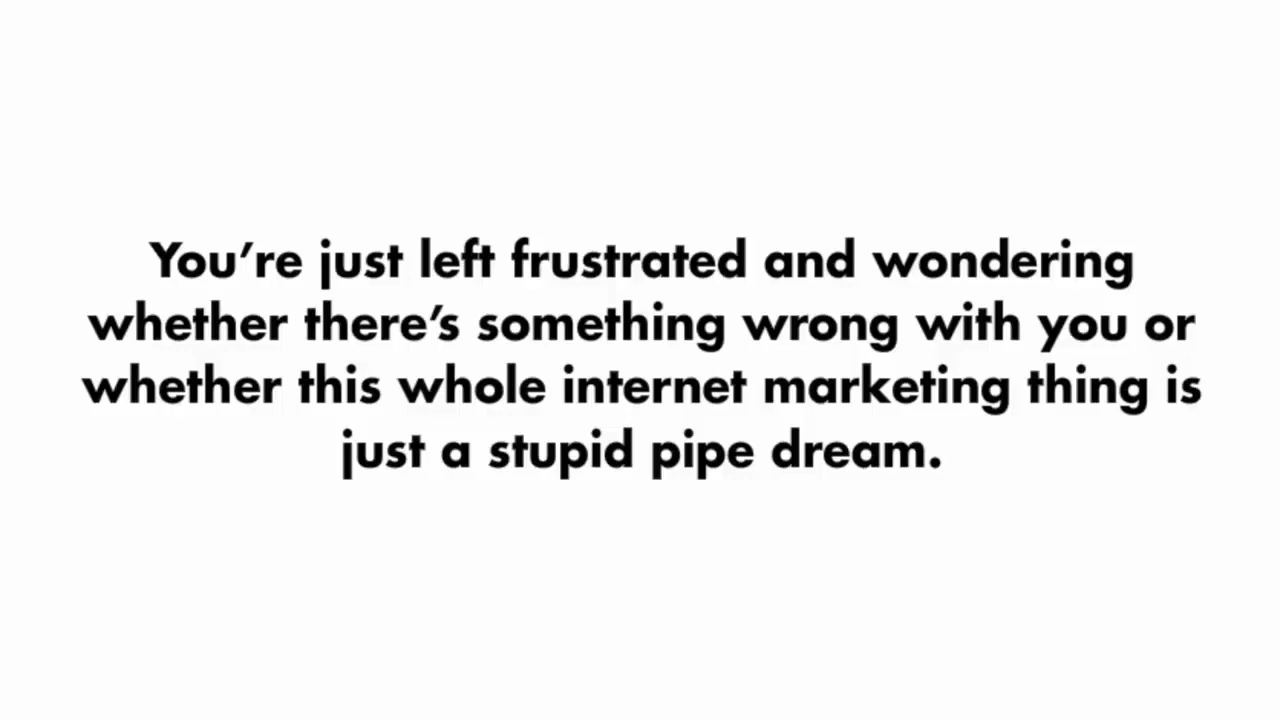 You’re just left frustrated and wondering
whether there’s something wrong with you or
whether this whole internet marketing thing is
just a stupid pipe dream.